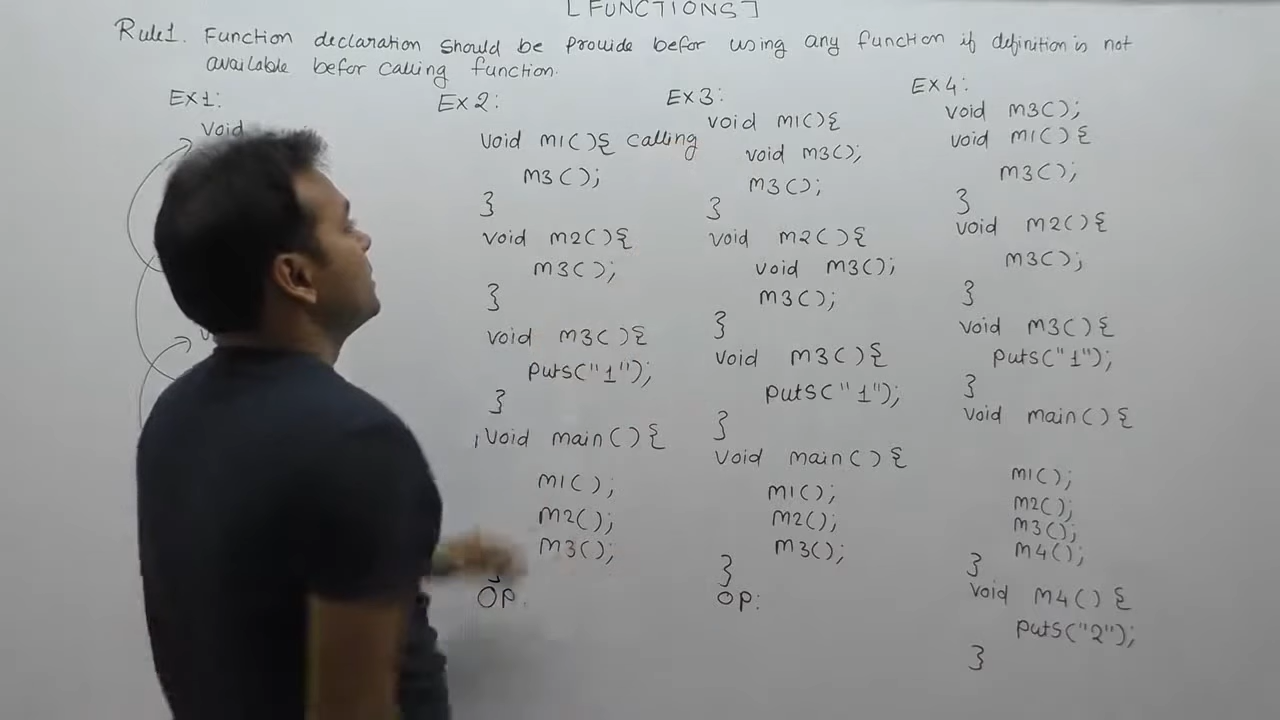 [FUNCTIONS]
Rule1. Function declaration should be provide befor using any function if definition is not
available befor calling function.
Ex1:
void
Ex2:
void m1(){ calling
m3();
}
void m2(){
m3();
}
void m3(){
puts("1");
}
void main(){
m1();
m2();
m3();
}
OP:
Ex3:
void m1(){
void m3();
m3();
}
void m2(){
void m3();
m3();
}
void m3(){
puts("1");
}
void main(){
m1();
m2();
m3();
}
OP:
Ex4:
void m3();
void m1(){
m3();
}
void m2(){
m3();
}
void m3(){
puts("1");
}
void main(){
m1();
m2();
m3();
m4();
}
void m4(){
puts("2");
}